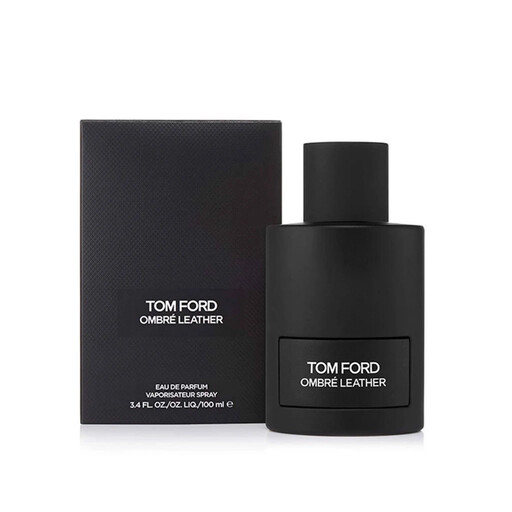 TOM FORD
OMBRÉ LEATHER
EAU DE PARFUM
VAPORISATEUR SPRAY
3.4 FL. OZ./OZ. LIQ./100 ml ℮
TOM FORD
OMBRÉ LEATHER